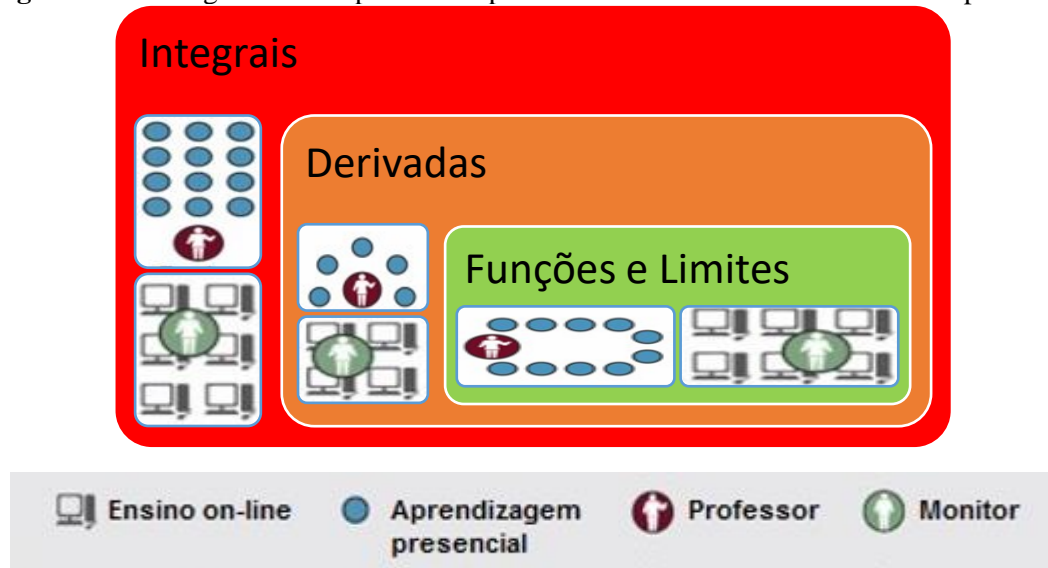 Integrais
Derivadas
Funções e Limites
Ensino on-line
Aprendizagem
presencial
Professor
Monitor